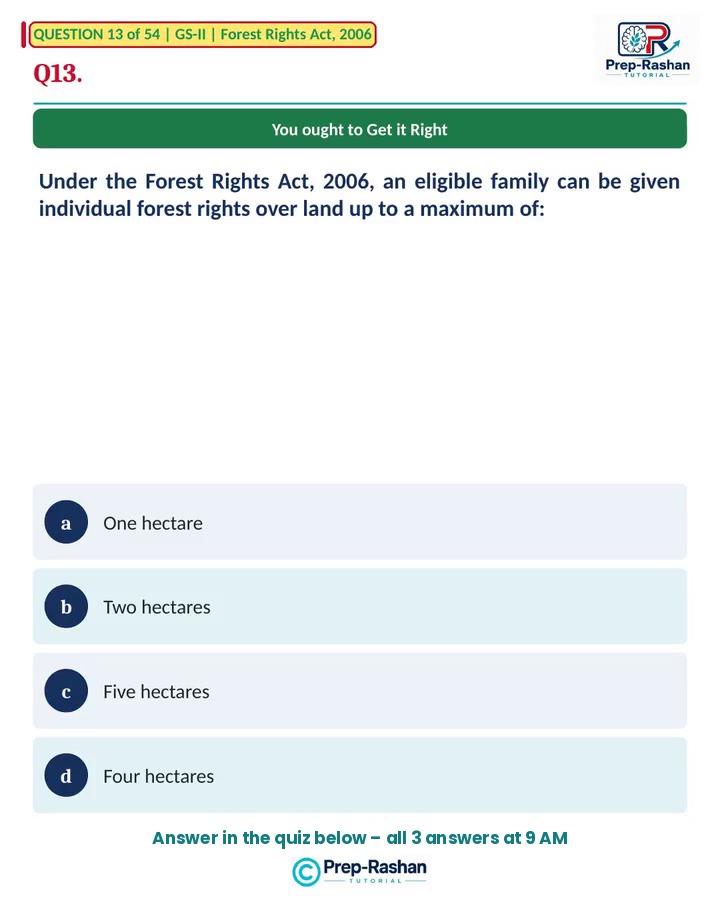 QUESTION 13 of 54 | GS-II | Forest Rights Act, 2006
Prep-Rashan
TUTORIAL
Q13.
You ought to Get it Right
Under the Forest Rights Act, 2006, an eligible family can be given
individual forest rights over land up to a maximum of:
a One hectare
b Two hectares
c Five hectares
d Four hectares
Answer in the quiz below – all 3 answers at 9 AM
© Prep-Rashan
TUTORIAL